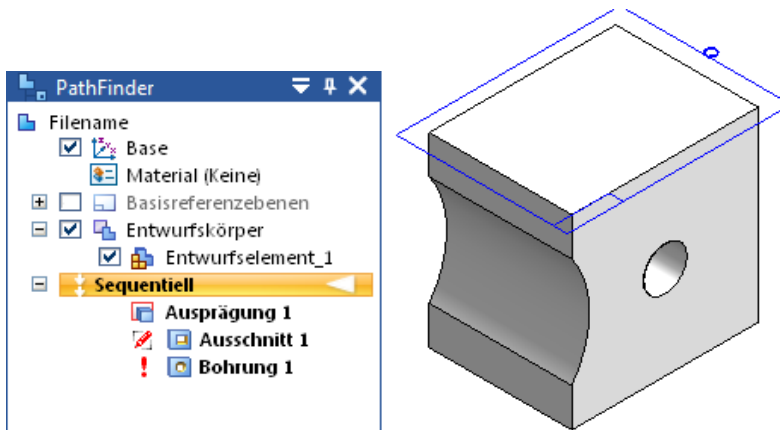 PathFinder
Filename
Base
Material (Keine)
Basisreferenzebenen
Entwurfskörper
Entwurfselement_1
Sequentiell
Ausprägung 1
Ausschnitt 1
Bohrung 1